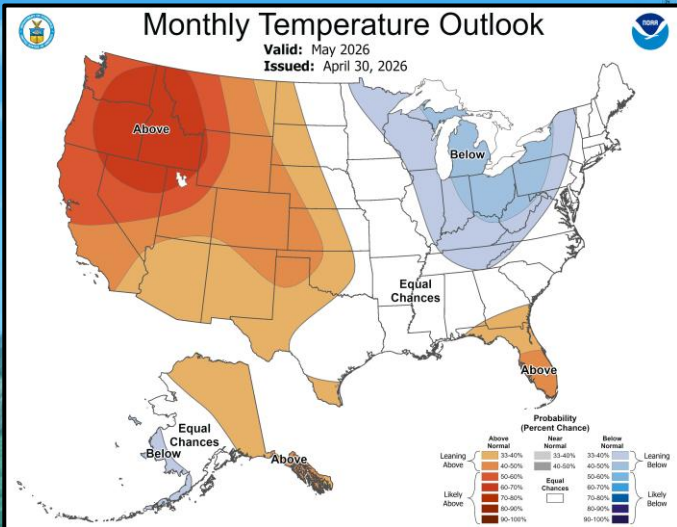 Monthly Temperature Outlook
Valid: May 2026
Issued: April 30, 2026
NOAA
Above
Below
Equal
Chances
Above
Equal
Chances
Below
Above
Probability
(Percent Chance)
Above
Normal
Near
Normal
Below
Normal
Leaning
Above
33-40%
33-40%
33-40%
Leaning
Below
40-50%
40-50%
40-50%
Likely
Above
50-60%
Equal
Chances
50-60%
Likely
Below
60-70%
60-70%
70-80%
70-80%
80-90%
80-90%
90-100%
90-100%